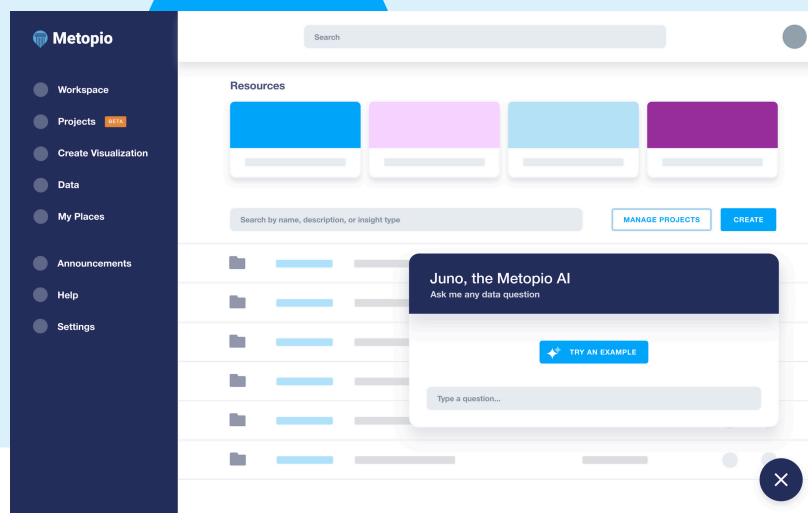 Metopio
Search
Workspace
Projects BETA
Create Visualization
Data
My Places
Announcements
Help
Settings
Resources
Search by name, description, or insight type
MANAGE PROJECTS
CREATE
Juno, the Metopio AI
Ask me any data question
TRY AN EXAMPLE
Type a question...